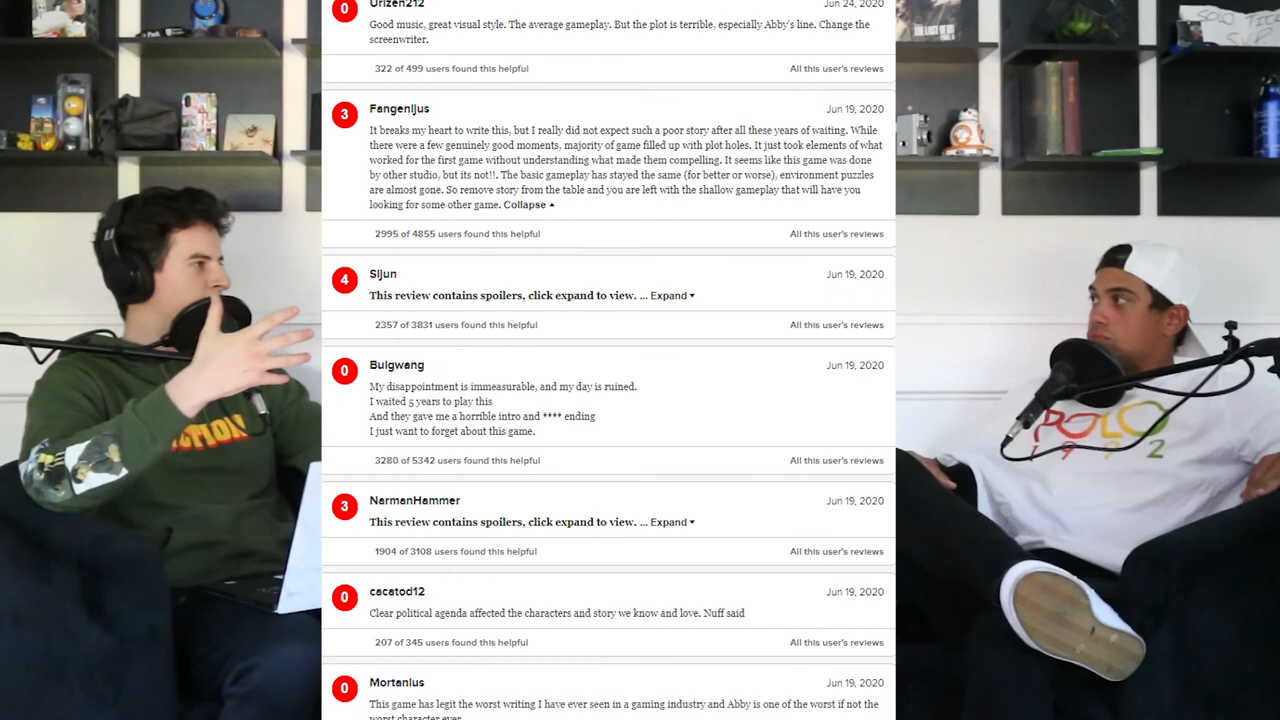 0
Urizen212
Jun 24, 2020
Good music, great visual style. The average gameplay. But the plot is terrible, especially Abby's line. Change the
screenwriter.
322 of 499 users found this helpful
All this user's reviews
3
Fangenijus
Jun 19, 2020
It breaks my heart to write this, but I really did not expect such a poor story after all these years of waiting. While
there were a few genuinely good moments, majority of game filled up with plot holes. It just took elements of what
worked for the first game without understanding what made them compelling. It seems like this game was done
by other studio, but its not!!. The basic gameplay has stayed the same (for better or worse), environment puzzles
are almost gone. So remove story from the table and you are left with the shallow gameplay that will have you
looking for some other game. Collapse
2995 of 4855 users found this helpful
All this user's reviews
4
Sijun
Jun 19, 2020
This review contains spoilers, click expand to view. ... Expand
2357 of 3831 users found this helpful
All this user's reviews
0
Buigwang
Jun 19, 2020
My disappointment is immeasurable, and my day is ruined.
I waited 5 years to play this
And they gave me a horrible intro and **** ending
I just want to forget about this game.
3280 of 5342 users found this helpful
All this user's reviews
3
NarmanHammer
Jun 19, 2020
This review contains spoilers, click expand to view. ... Expand
1904 of 3108 users found this helpful
All this user's reviews
0
cacatod12
Jun 19, 2020
Clear political agenda affected the characters and story we know and love. Nuff said
207 of 345 users found this helpful
All this user's reviews
0
Mortanius
Jun 19, 2020
This game has legit the worst writing I have ever seen in a gaming industry and Abby is one of the worst if not the
worst character ever
POLO
1992